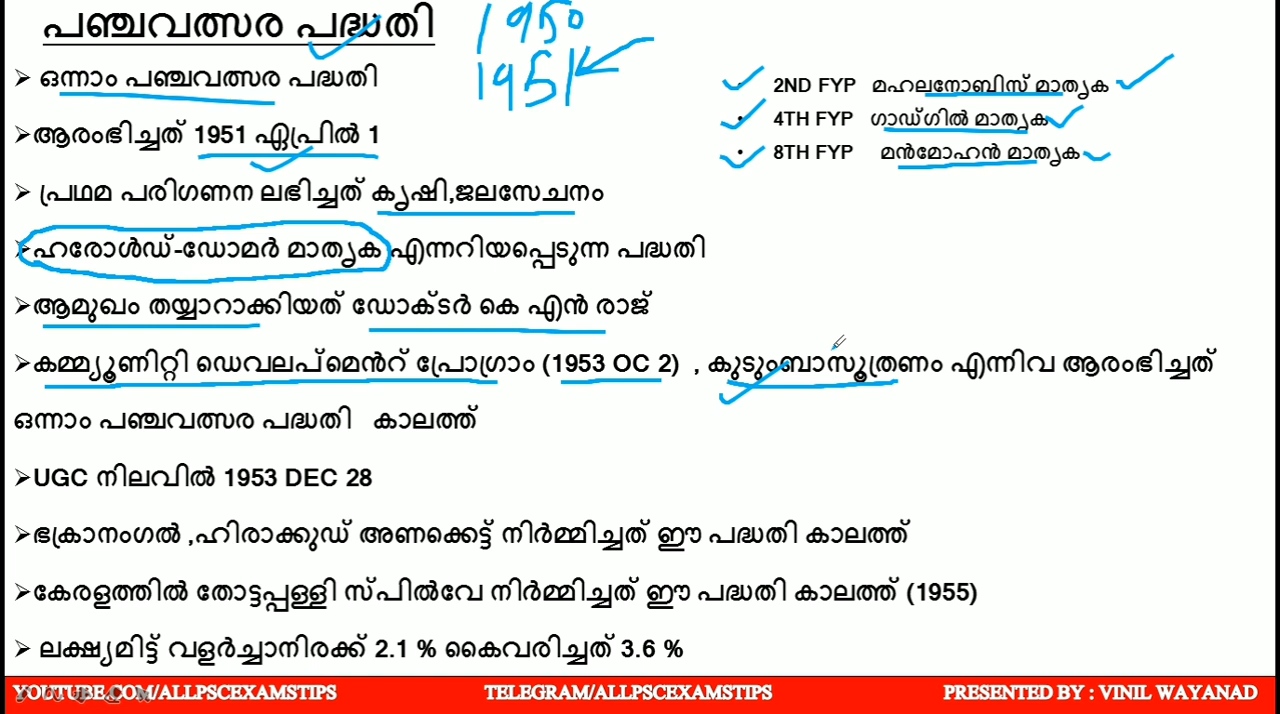 പഞ്ചവത്സര പദ്ധതി
1950
1951
➢ ഒന്നാം പഞ്ചവത്സര പദ്ധതി
➢ആരംഭിച്ചത് 1951 ഏപ്രിൽ 1
➢ പ്രഥമ പരിഗണന ലഭിച്ചത് കൃഷി,ജലസേചനം
➢ഹരോൾഡ്-ഡോമർ മാതൃക എന്നറിയപ്പെടുന്ന പദ്ധതി
➢ആമുഖം തയ്യാറാക്കിയത് ഡോക്ടർ കെ എൻ രാജ്
➢കമ്മ്യൂണിറ്റി ഡെവലപ്മെൻറ് പ്രോഗ്രാം (1953 OC 2) , കുടുംബാസൂത്രണം എന്നിവ ആരംഭിച്ചത്
ഒന്നാം പഞ്ചവത്സര പദ്ധതി കാലത്ത്
➢UGC നിലവിൽ 1953 DEC 28
➢ഭക്രാനംഗൽ ,ഹിരാക്കുഡ് അണക്കെട്ട് നിർമ്മിച്ചത് ഈ പദ്ധതി കാലത്ത്
➢കേരളത്തിൽ തോട്ടപ്പള്ളി സ്പിൽവേ നിർമ്മിച്ചത് ഈ പദ്ധതി കാലത്ത് (1955)
➢ ലക്ഷ്യമിട്ട് വളർച്ചാനിരക്ക് 2.1 % കൈവരിച്ചത് 3.6 %
• 2ND FYP മഹലനോബിസ് മാതൃക
• 4TH FYP ഗാഡ്ഗിൽ മാതൃക
• 8TH FYP മൻമോഹൻ മാതൃക
YOUTUBE.COM/ALLPSCEXAMSTIPS TELEGRAM/ALLPSCEXAMSTIPS PRESENTED BY : VINIL WAYANAD